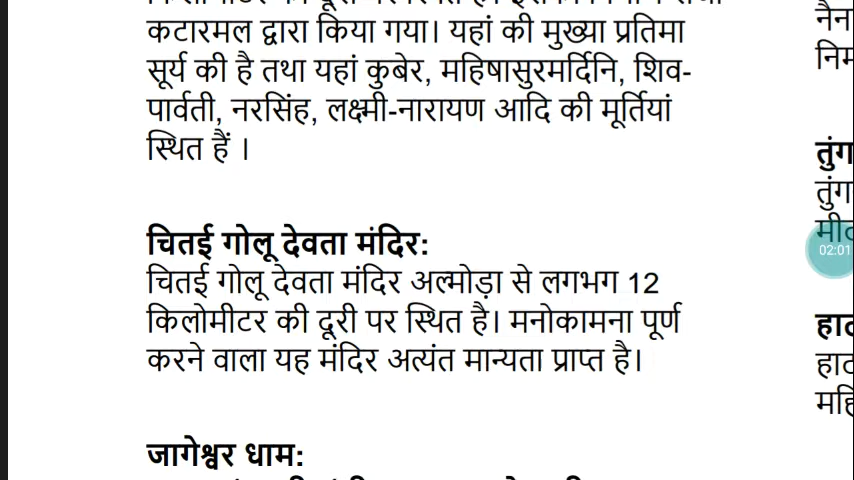 कटारमल द्वारा किया गया। यहां की मुख्या प्रतिमा
सूर्य की है तथा यहां कुबेर, महिषासुरमर्दिनि, शिव-
पार्वती, नरसिंह, लक्ष्मी-नारायण आदि की मूर्तियां
स्थित हैं ।
चितई गोलू देवता मंदिर:
चितई गोलू देवता मंदिर अल्मोड़ा से लगभग 12
किलोमीटर की दूरी पर स्थित है। मनोकामना पूर्ण
करने वाला यह मंदिर अत्यंत मान्यता प्राप्त है।
जागेश्वर धाम:
02:01